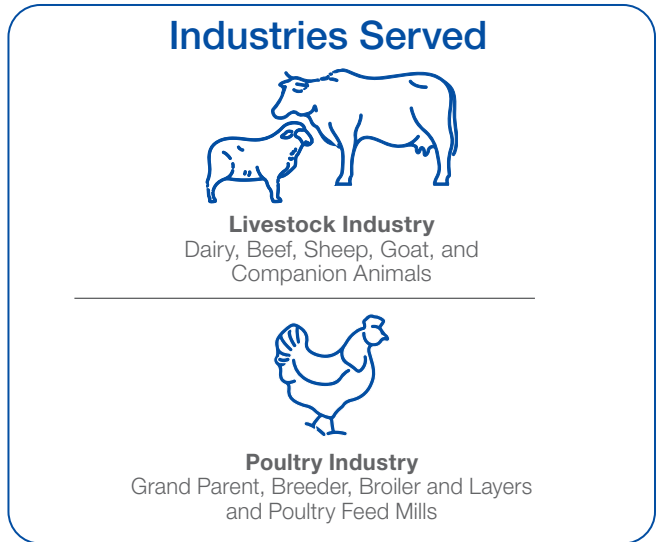 Industries Served
Livestock Industry
Dairy, Beef, Sheep, Goat, and
Companion Animals
Poultry Industry
Grand Parent, Breeder, Broiler and Layers
and Poultry Feed Mills